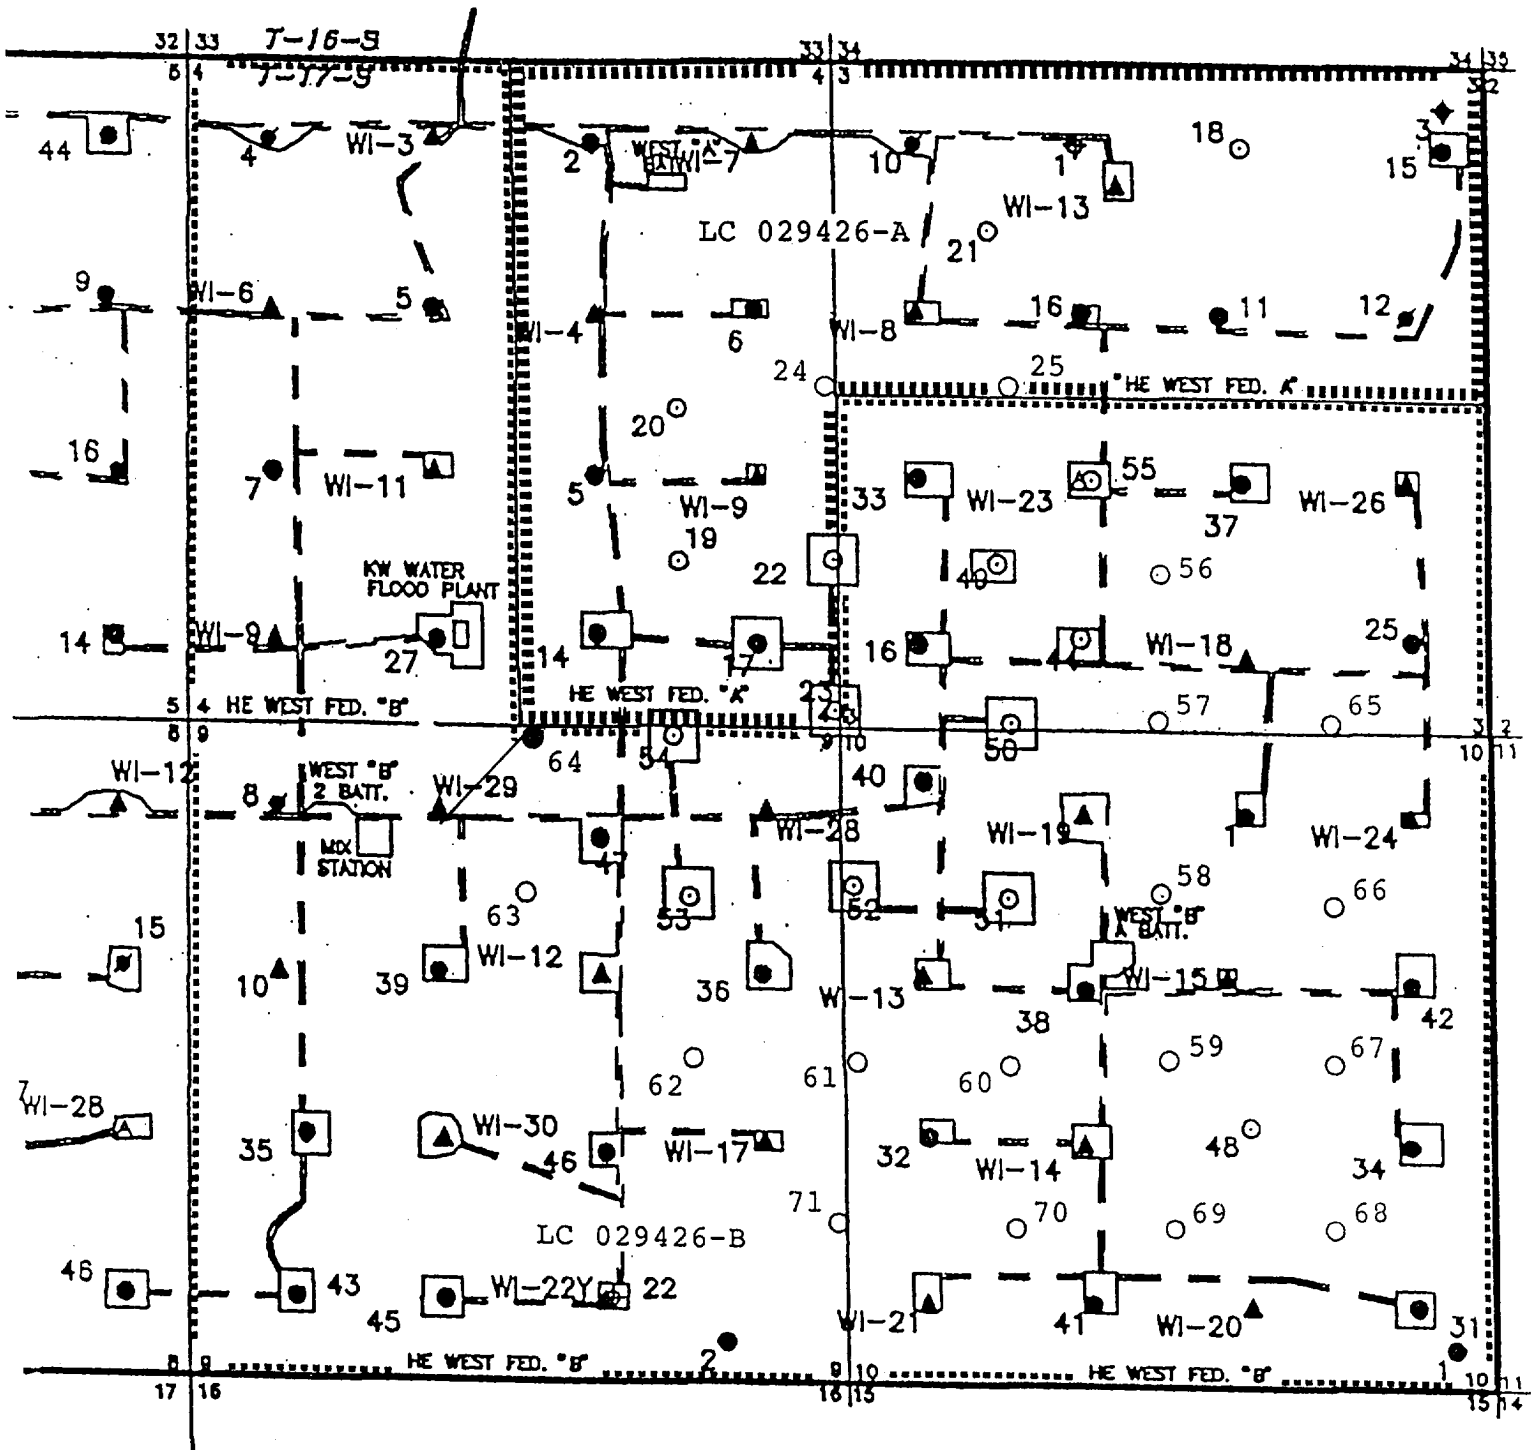 32 33 T-16-S 33 34 34 35
5 4 T-17-S 4 3 3 2
44 4 WI-3 2 WEST "A" WI-7 10 1 18 3
BATT 15
WI-13
LC 029426-A 21
9 WI-6 5 WI-4 6 WI-8 16 11 12
24 25 "HE WEST FED. A"
20
16 7 WI-11 5 WI-9 33 WI-23 55 37 WI-26
19 22 49 56
KW WATER
FLOOD PLANT
14 WI-9 27 14 17 16 WI-18 25
HE WEST FED. "A" 23
5 4 HE WEST FED. "B" 4 3 57 65 3 2
8 9 64 54 9 10 50 10 11
WI-12 8 WEST "B" WI-29 40
2 BATT.
47 WI-28 WI-19 1 WI-24
MIX
STATION
63 53 52 51 58 66
WEST "B"
A BATT.
15 10 39 WI-12 36 WI-13 38 WI-15 42
62 61 60 59 67
7
WI-28 35 WI-30 46 WI-17 32 WI-14 48 34
71 70 69 68
LC 029426-B
46 43 45 WI-22Y 22 WI-21 41 WI-20 31
2 1
8 9 HE WEST FED. "B" 9 10 HE WEST FED. "B" 10 11
17 16 16 15 15 14